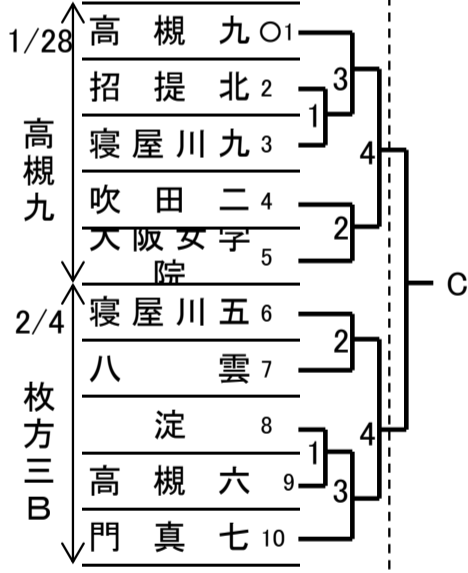 1/28
高槻九
高槻九 ○1
招提北 2
寝屋川九 3
吹田二 4
大阪女学院 5
1
3
2
4
2/4
枚方三B
寝屋川五 6
八雲 7
淀 8
高槻六 9
門真七 10
2
1
3
4
C